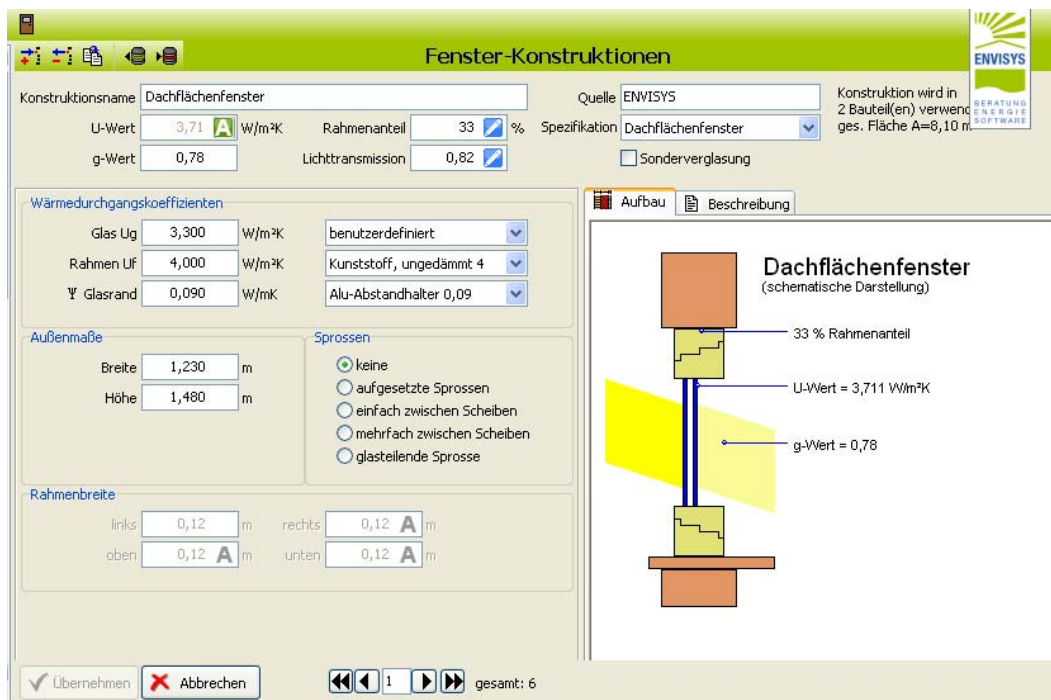 Fenster-Konstruktionen
ENVISYS
BERATUNG
ENERGIE
SOFTWARE
Konstruktionsname Dachflächenfenster
Quelle ENVISYS
Konstruktion wird in
2 Bauteil(en) verwend
ges. Fläche A=8,10 m
U-Wert 3,71 A W/m²K Rahmenanteil 33 % Spezifikation Dachflächenfenster
g-Wert 0,78 Lichttransmission 0,82 Sonderverglasung
Wärmedurchgangskoeffizienten
Glas Ug 3,300 W/m²K benutzerdefiniert
Rahmen Uf 4,000 W/m²K Kunststoff, ungedämmt 4
Ψ Glasrand 0,090 W/mK Alu-Abstandhalter 0,09
Außenmaße
Breite 1,230 m
Höhe 1,480 m
Sprossen
keine
aufgesetzte Sprossen
einfach zwischen Scheiben
mehrfach zwischen Scheiben
glasteilende Sprosse
Rahmenbreite
links 0,12 m rechts 0,12 A m
oben 0,12 A m unten 0,12 A m
Aufbau Beschreibung
Dachflächenfenster
(schematische Darstellung)
33 % Rahmenanteil
U-Wert = 3,711 W/m²K
g-Wert = 0,78
Übernehmen Abbrechen 1 gesamt: 6